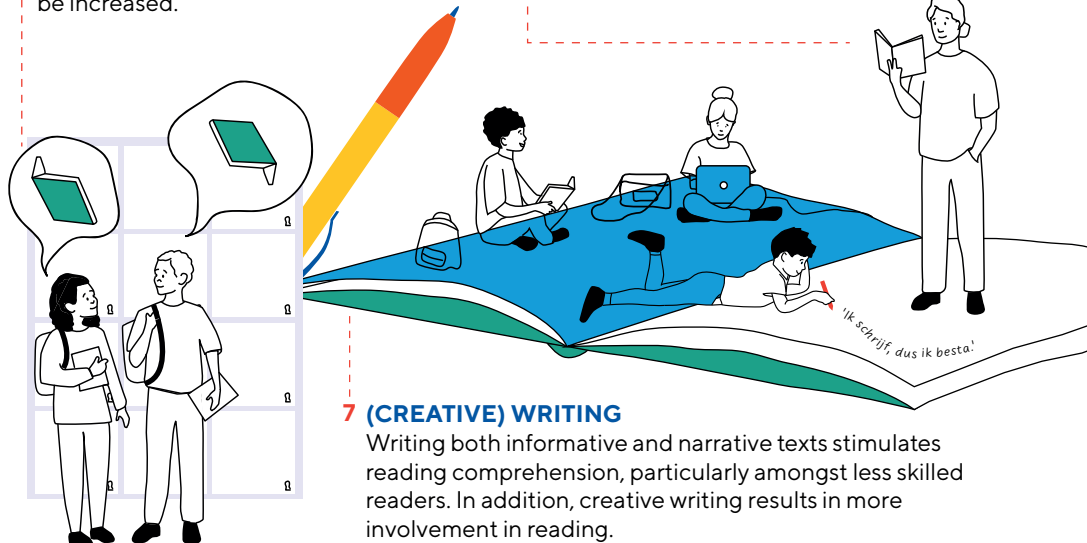 be increased.
'Ik schrijf, dus ik besta.'
7 (CREATIVE) WRITING
Writing both informative and narrative texts stimulates
reading comprehension, particularly amongst less skilled
readers. In addition, creative writing results in more
involvement in reading.